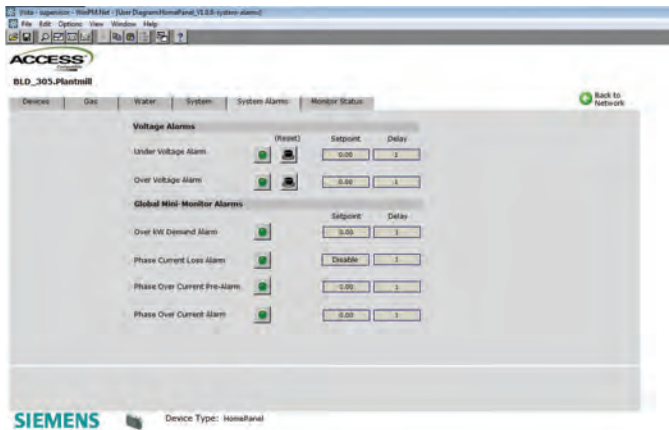 Vista - supervisor - WinPM.Net - [User Diagram:HomePanel_V1.0.0-system-alarms]
File Edit Options View Window Help
ACCESS
BLD_305.Plantmill
Devices Gas Water System System Alarms Monitor Status
Back to
Network
Voltage Alarms
(Reset) Setpoint Delay
Under Voltage Alarm 0.00 1
Over Voltage Alarm 0.00 1
Global Mini-Monitor Alarms
Setpoint Delay
Over kW Demand Alarm 0.00 1
Phase Current Loss Alarm Disable 1
Phase Over Current Pre-Alarm 0.00 1
Phase Over Current Alarm 0.00 1
SIEMENS Device Type: HomePanel